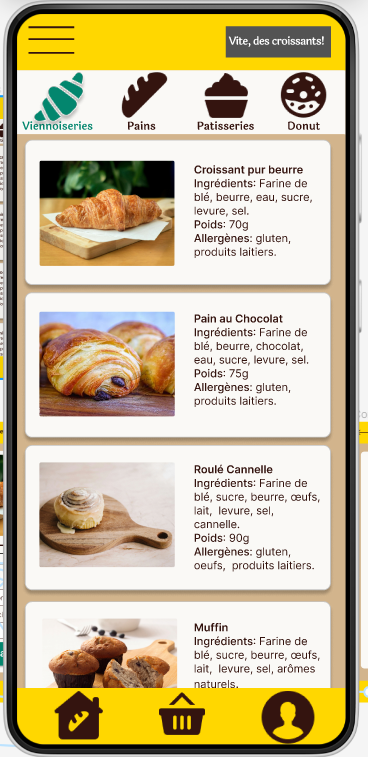 Vite, des croissants!
Viennoiseries Pains Patisseries Donut
Croissant pur beurre
Ingrédients: Farine de
blé, beurre, eau, sucre,
levure, sel.
Poids: 70g
Allergènes: gluten,
produits laitiers.
Pain au Chocolat
Ingrédients: Farine de
blé, beurre, chocolat,
eau, sucre, levure, sel.
Poids: 75g
Allergènes: gluten,
produits laitiers.
Roulé Cannelle
Ingrédients: Farine de
blé, sucre, beurre, œufs,
lait, levure, sel,
cannelle.
Poids: 90g
Allergènes: gluten,
oeufs, produits laitiers.
Muffin
Ingrédients: Farine de
blé, sucre, beurre, œufs,
lait, levure, sel, arômes
naturels.